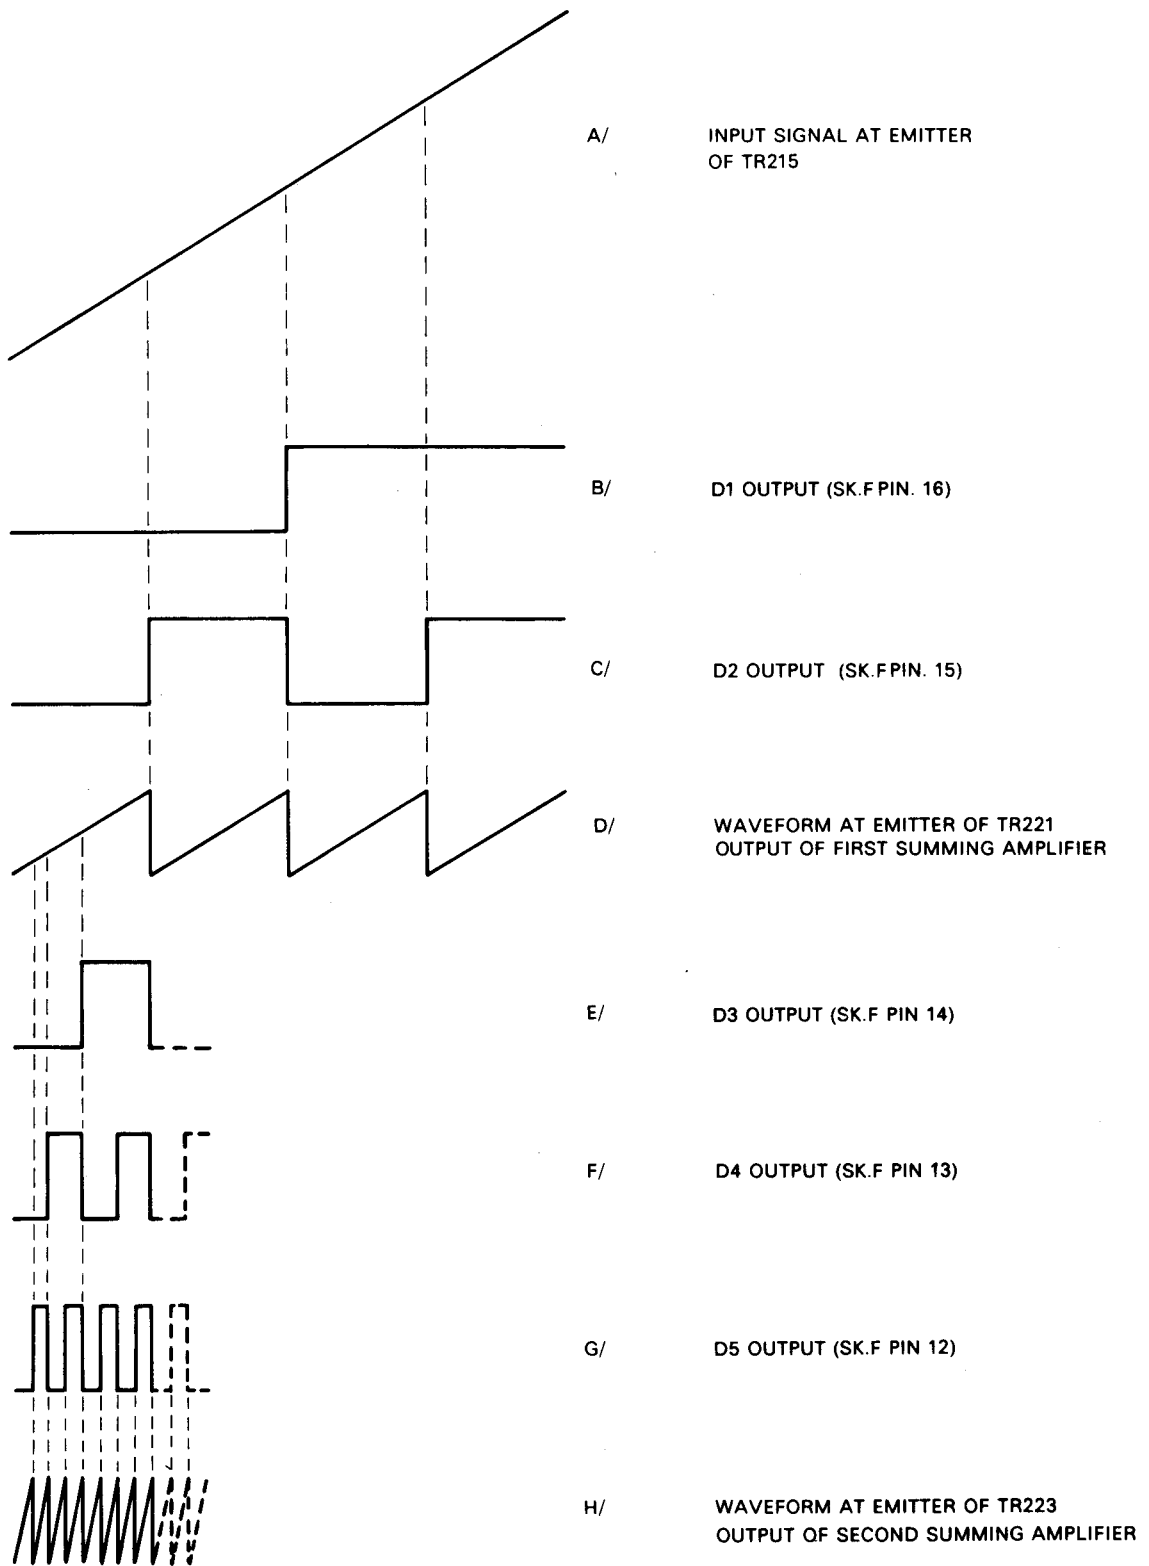 A/ INPUT SIGNAL AT EMITTER
OF TR215
B/ D1 OUTPUT (SK.F PIN. 16)
C/ D2 OUTPUT (SK.F PIN. 15)
D/ WAVEFORM AT EMITTER OF TR221
OUTPUT OF FIRST SUMMING AMPLIFIER
E/ D3 OUTPUT (SK.F PIN 14)
F/ D4 OUTPUT (SK.F PIN 13)
G/ D5 OUTPUT (SK.F PIN 12)
H/ WAVEFORM AT EMITTER OF TR223
OUTPUT OF SECOND SUMMING AMPLIFIER